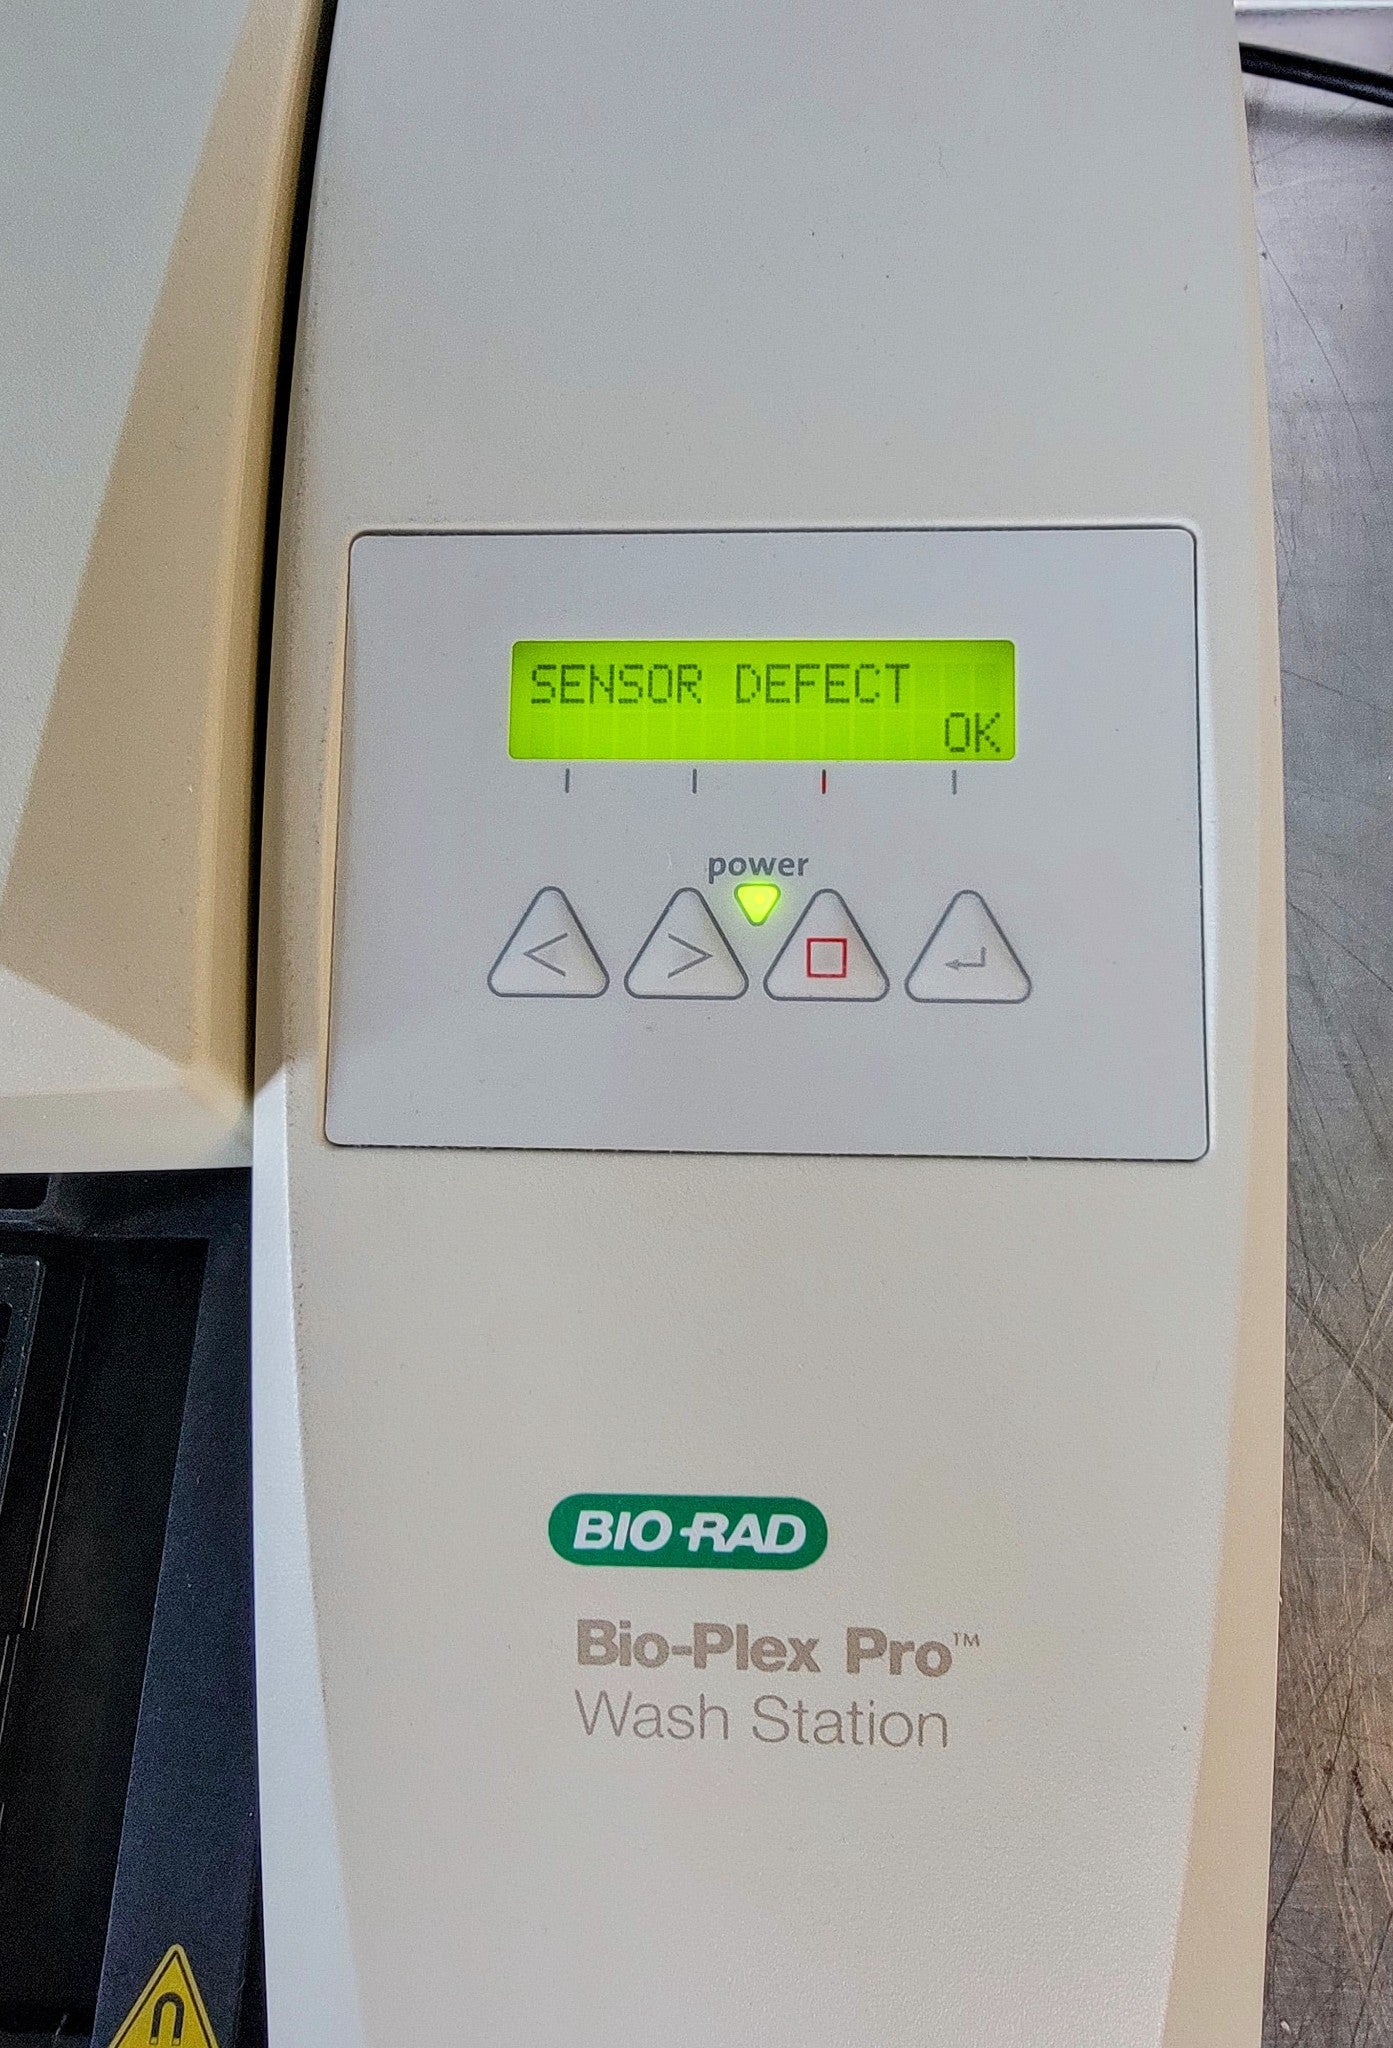 SENSOR DEFECT
OK
power
BIO-RAD
Bio-Plex Pro™
Wash Station